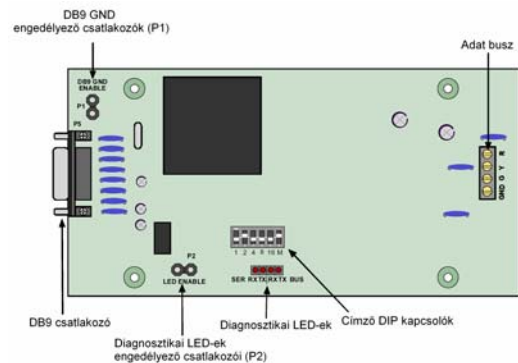 DB9 GND
engedélyező csatlakozók (P1)
Adat busz
DB9 GND
ENABLE
P1
P5
R
Y
G
GND
1 2 4 8 16 M
P2
LED ENABLE
SER RXTX RXTX BUS
DB9 csatlakozó
Diagnosztikai LED-ek
engedélyező csatlakozói (P2)
Diagnosztikai LED-ek
Címző DIP kapcsolók